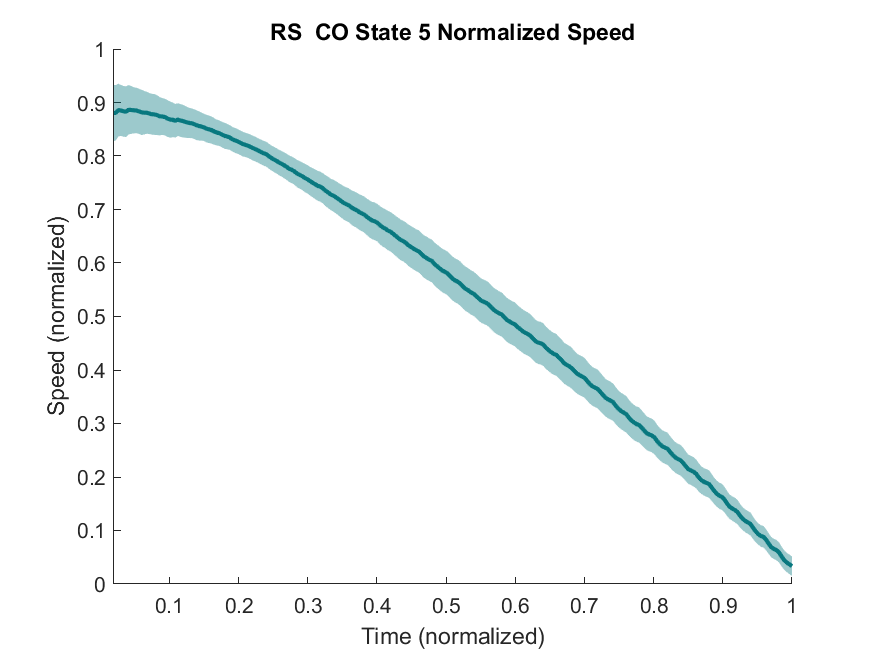 RS  CO State 5 Normalized Speed
Speed (normalized)
1
0.9
0.8
0.7
0.6
0.5
0.4
0.3
0.2
0.1
0
0.1 0.2 0.3 0.4 0.5 0.6 0.7 0.8 0.9 1
Time (normalized)